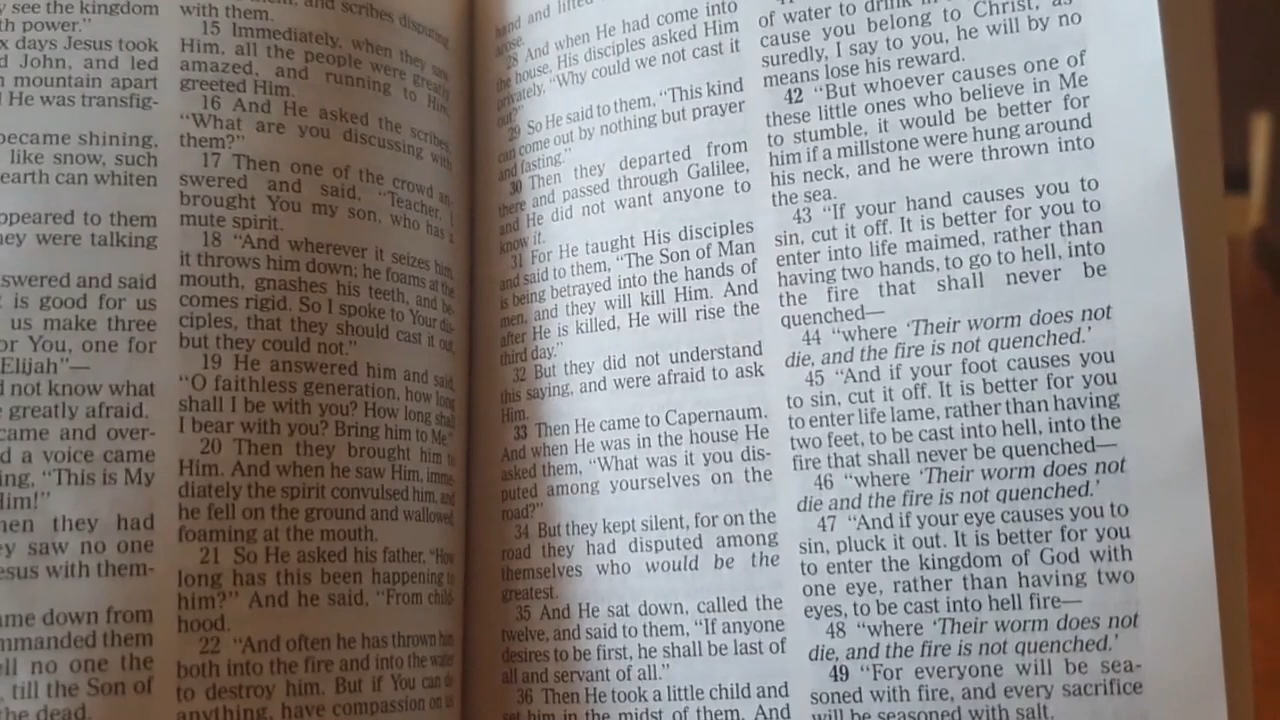 y see the kingdom
th power."
x days Jesus took
d John, and led
mountain apart
He was transfig-
became shining,
like snow, such
earth can whiten
ppeared to them
ey were talking
swered and said
is good for us
us make three
or You, one for
Elijah"—
d not know what
greatly afraid.
came and over-
d a voice came
ing, "This is My
Him!"
hen they had
ey saw no one
esus with them-
ame down from
mmanded them
ell no one the
till the Son of
the dead.
and scribes disputing
with them.
15 Immediately, when they saw
Him, all the people were greatly
amazed, and running to Him,
greeted Him.
16 And He asked the scribes,
"What are you discussing with
them?"
17 Then one of the crowd an-
swered and said, "Teacher, I
brought You my son, who has a
mute spirit.
18 "And wherever it seizes him,
it throws him down; he foams at the
mouth, gnashes his teeth, and be-
comes rigid. So I spoke to Your dis-
ciples, that they should cast it out,
but they could not."
19 He answered him and said,
"O faithless generation, how long
shall I be with you? How long shall
I bear with you? Bring him to Me."
20 Then they brought him to
Him. And when he saw Him, imme-
diately the spirit convulsed him, and
he fell on the ground and wallowed,
foaming at the mouth.
21 So He asked his father, "How
long has this been happening to
him?" And he said, "From child-
hood.
22 "And often he has thrown him
both into the fire and into the water
to destroy him. But if You can do
anything, have compassion on us
hand and lifted
arose.
28 And when He had come into
the house, His disciples asked Him
privately, "Why could we not cast it
out?"
29 So He said to them, "This kind
can come out by nothing but prayer
and fasting."
30 Then they departed from
there and passed through Galilee,
and He did not want anyone to
know it.
31 For He taught His disciples
and said to them, "The Son of Man
is being betrayed into the hands of
men, and they will kill Him. And
after He is killed, He will rise the
third day."
32 But they did not understand
this saying, and were afraid to ask
Him.
33 Then He came to Capernaum.
And when He was in the house He
asked them, "What was it you dis-
puted among yourselves on the
road?"
34 But they kept silent, for on the
road they had disputed among
themselves who would be the
greatest.
35 And He sat down, called the
twelve, and said to them, "If anyone
desires to be first, he shall be last of
all and servant of all."
36 Then He took a little child and
set him in the midst of them. And
of water to drink in
cause you belong to Christ, as-
suredly, I say to you, he will by no
means lose his reward.
42 "But whoever causes one of
these little ones who believe in Me
to stumble, it would be better for
him if a millstone were hung around
his neck, and he were thrown into
the sea.
43 "If your hand causes you to
sin, cut it off. It is better for you to
enter into life maimed, rather than
having two hands, to go to hell, into
the fire that shall never be
quenched—
44 "where 'Their worm does not
die, and the fire is not quenched.'
45 "And if your foot causes you
to sin, cut it off. It is better for you
to enter life lame, rather than having
two feet, to be cast into hell, into the
fire that shall never be quenched—
46 "where 'Their worm does not
die and the fire is not quenched.'
47 "And if your eye causes you to
sin, pluck it out. It is better for you
to enter the kingdom of God with
one eye, rather than having two
eyes, to be cast into hell fire—
48 "where 'Their worm does not
die, and the fire is not quenched.'
49 "For everyone will be sea-
soned with fire, and every sacrifice
will be seasoned with salt.